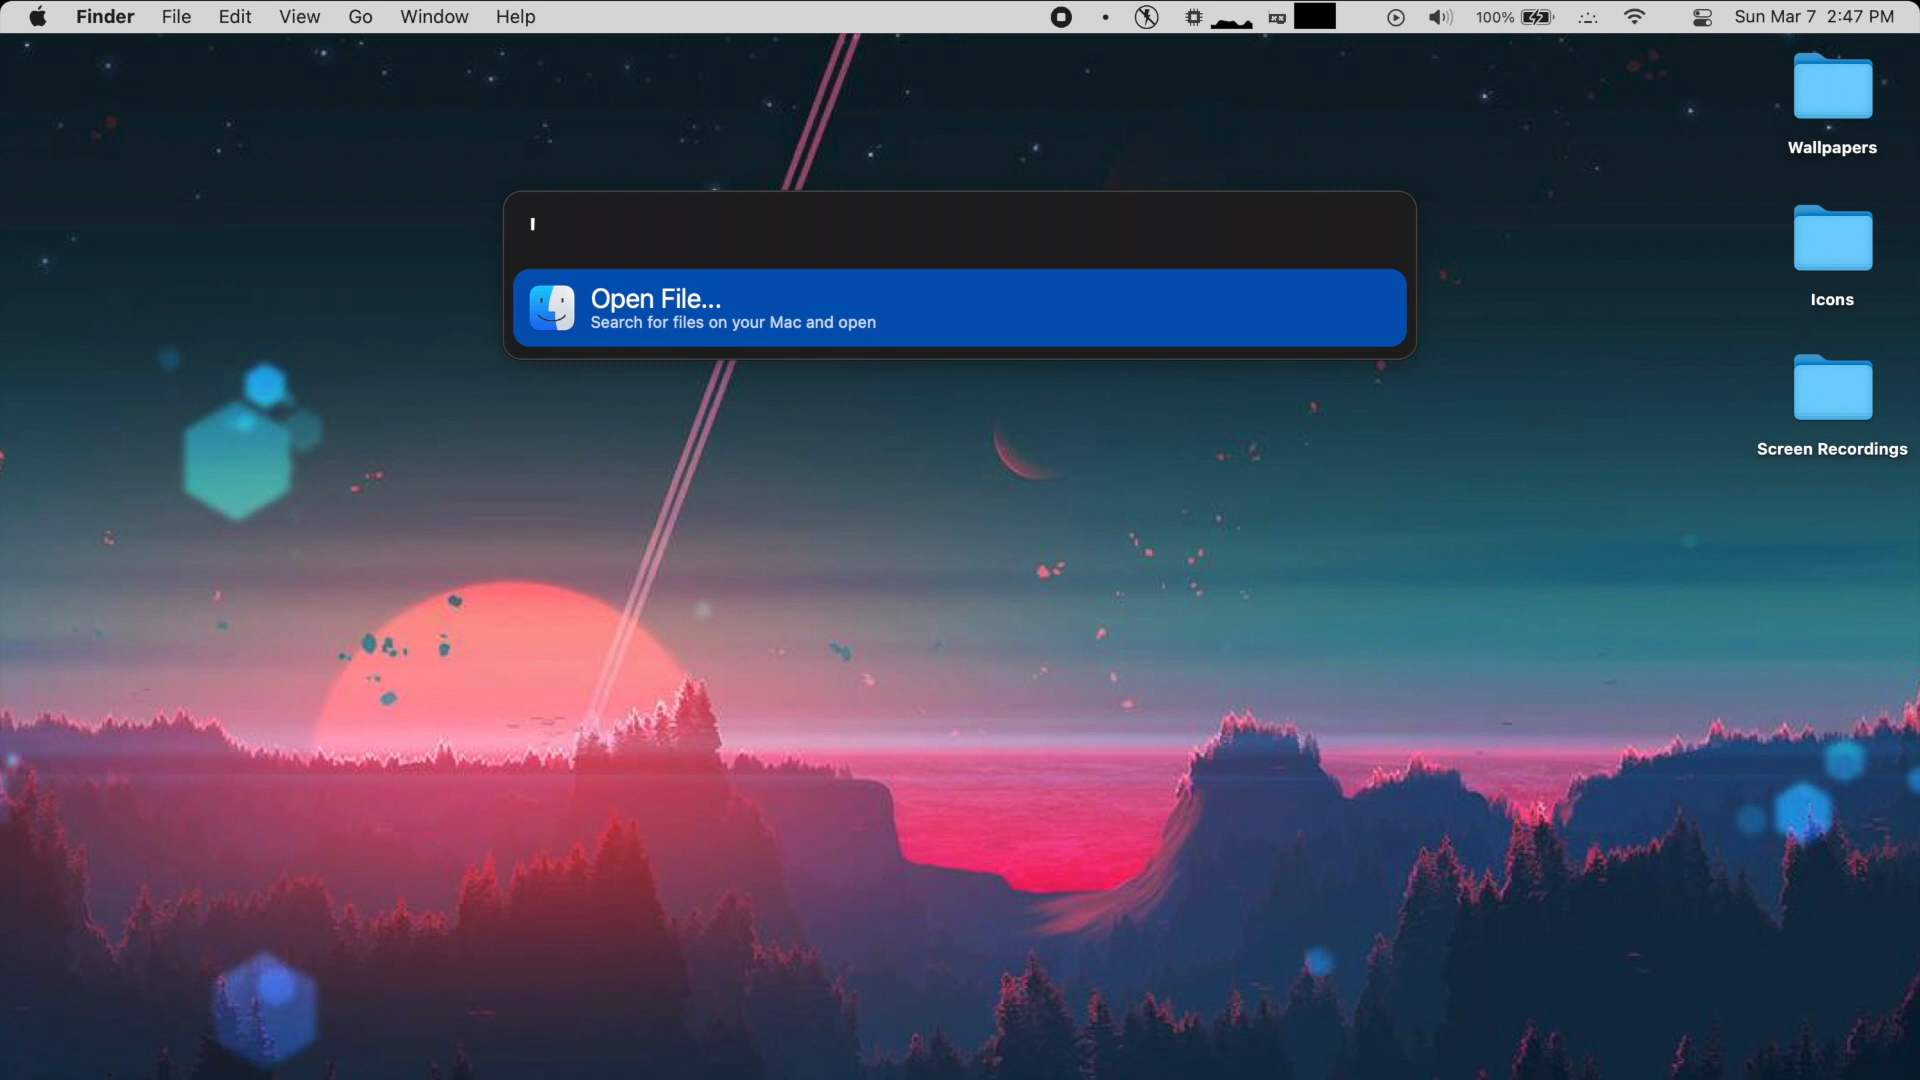 Finder File Edit View Go Window Help 100% Sun Mar 7 2:47 PM
Wallpapers
Open File...
Search for files on your Mac and open
Icons
Screen Recordings